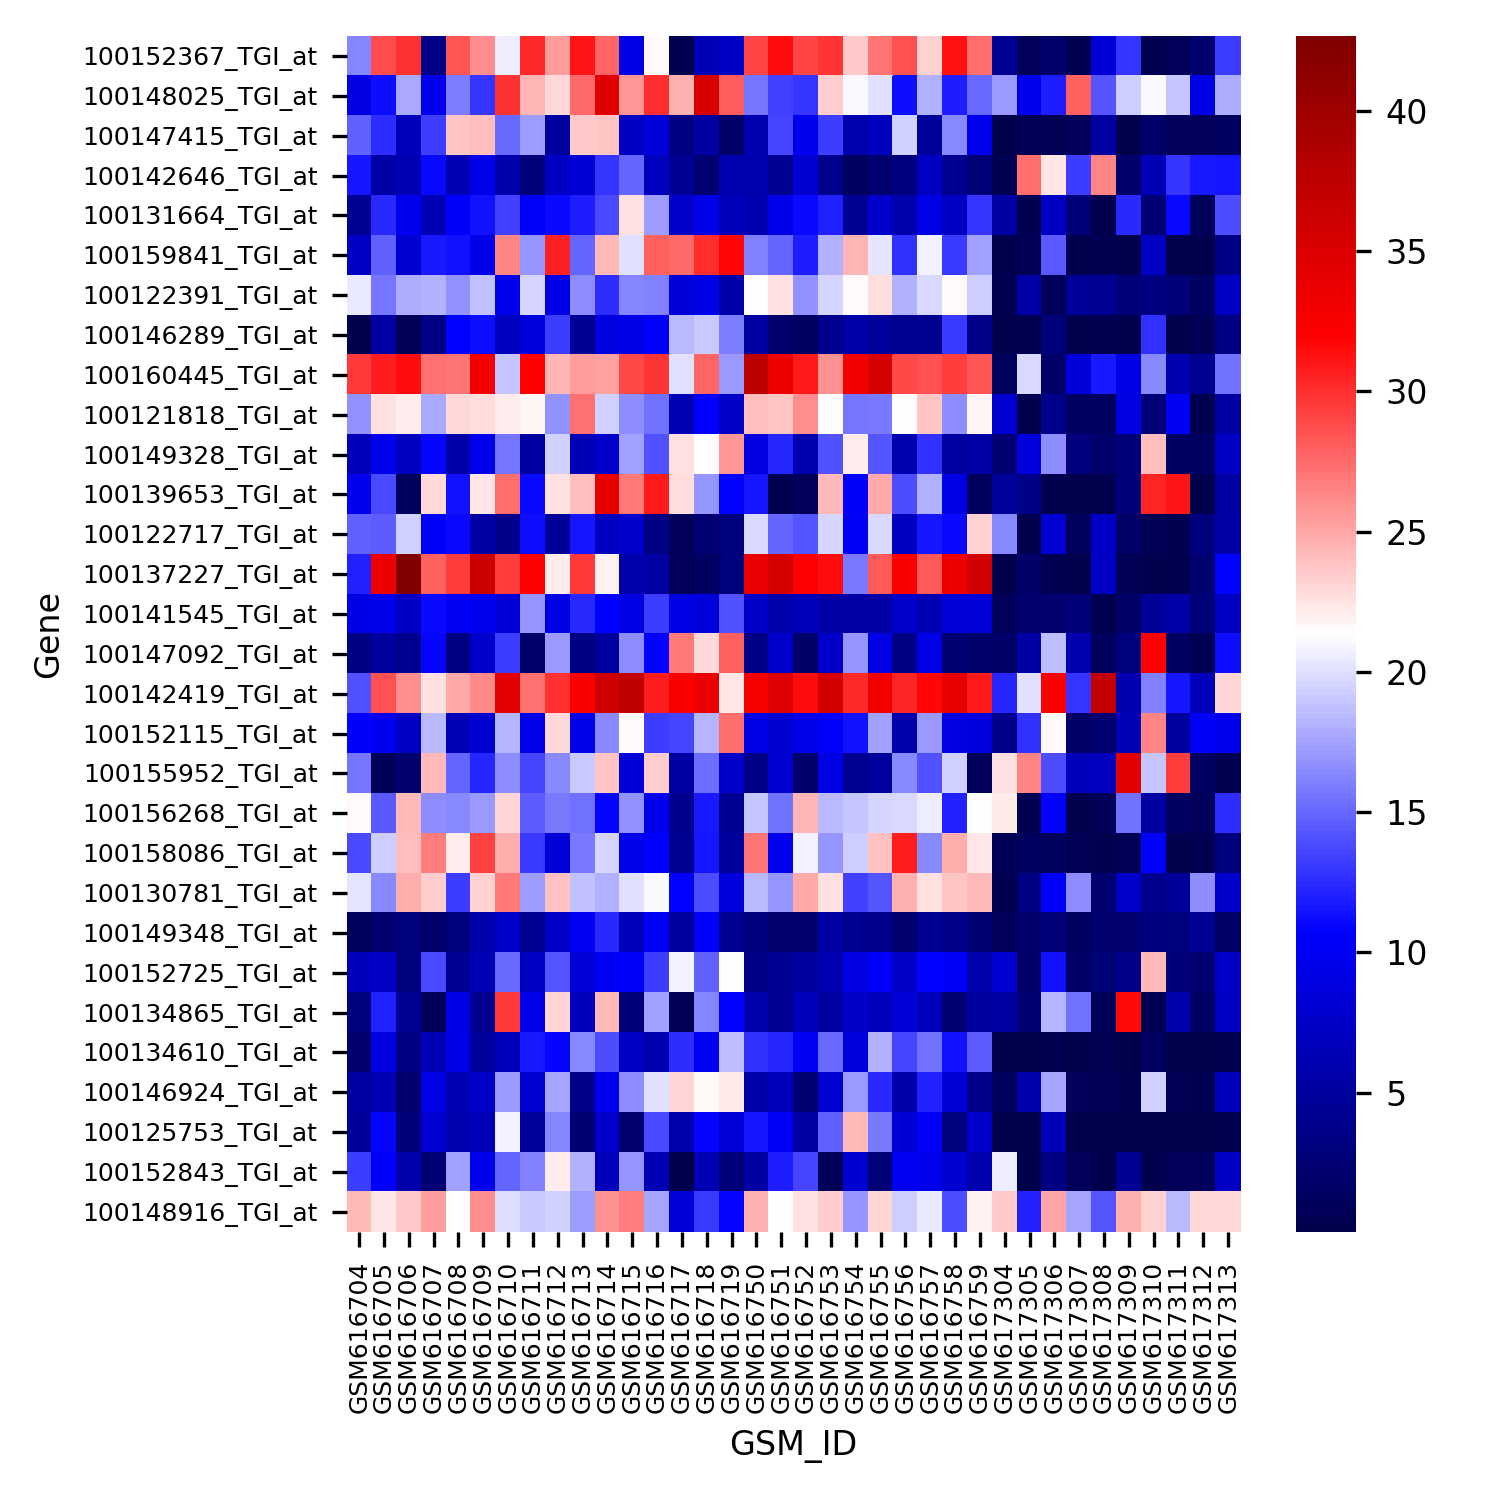 100152367_TGI_at
100148025_TGI_at
100147415_TGI_at
100142646_TGI_at
100131664_TGI_at
100159841_TGI_at
100122391_TGI_at
100146289_TGI_at
100160445_TGI_at
100121818_TGI_at
100149328_TGI_at
100139653_TGI_at
100122717_TGI_at
100137227_TGI_at
100141545_TGI_at
100147092_TGI_at
100142419_TGI_at
100152115_TGI_at
100155952_TGI_at
100156268_TGI_at
100158086_TGI_at
100130781_TGI_at
100149348_TGI_at
100152725_TGI_at
100134865_TGI_at
100134610_TGI_at
100146924_TGI_at
100125753_TGI_at
100152843_TGI_at
100148916_TGI_at
Gene
GSM616704
GSM616705
GSM616706
GSM616707
GSM616708
GSM616709
GSM616710
GSM616711
GSM616712
GSM616713
GSM616714
GSM616715
GSM616716
GSM616717
GSM616718
GSM616719
GSM616750
GSM616751
GSM616752
GSM616753
GSM616754
GSM616755
GSM616756
GSM616757
GSM616758
GSM616759
GSM617304
GSM617305
GSM617306
GSM617307
GSM617308
GSM617309
GSM617310
GSM617311
GSM617312
GSM617313
GSM_ID
40
35
30
25
20
15
10
5